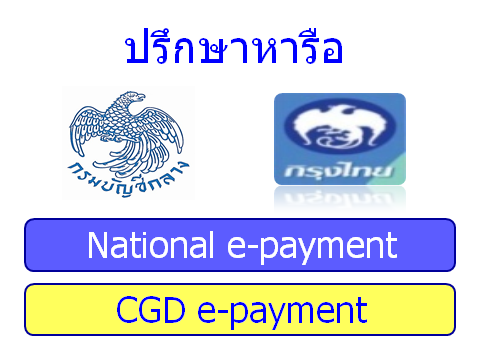 ปรึกษาหารือ
กรมบัญชีกลาง
กรุงไทย
National e-payment
CGD e-payment